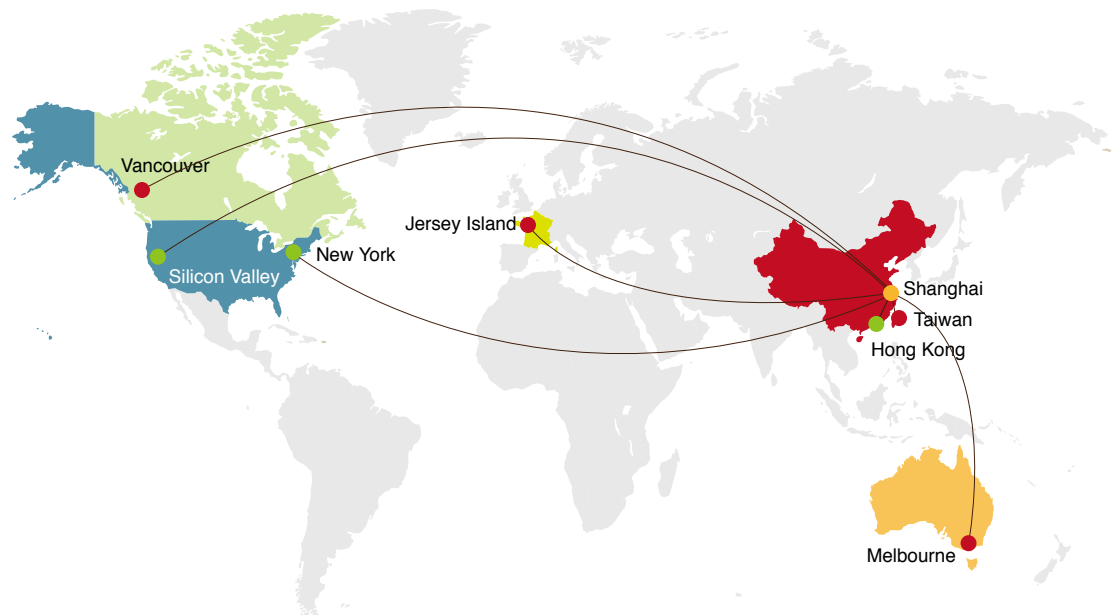 Vancouver
Jersey Island
New York
Silicon Valley
Shanghai
Taiwan
Hong Kong
Melbourne